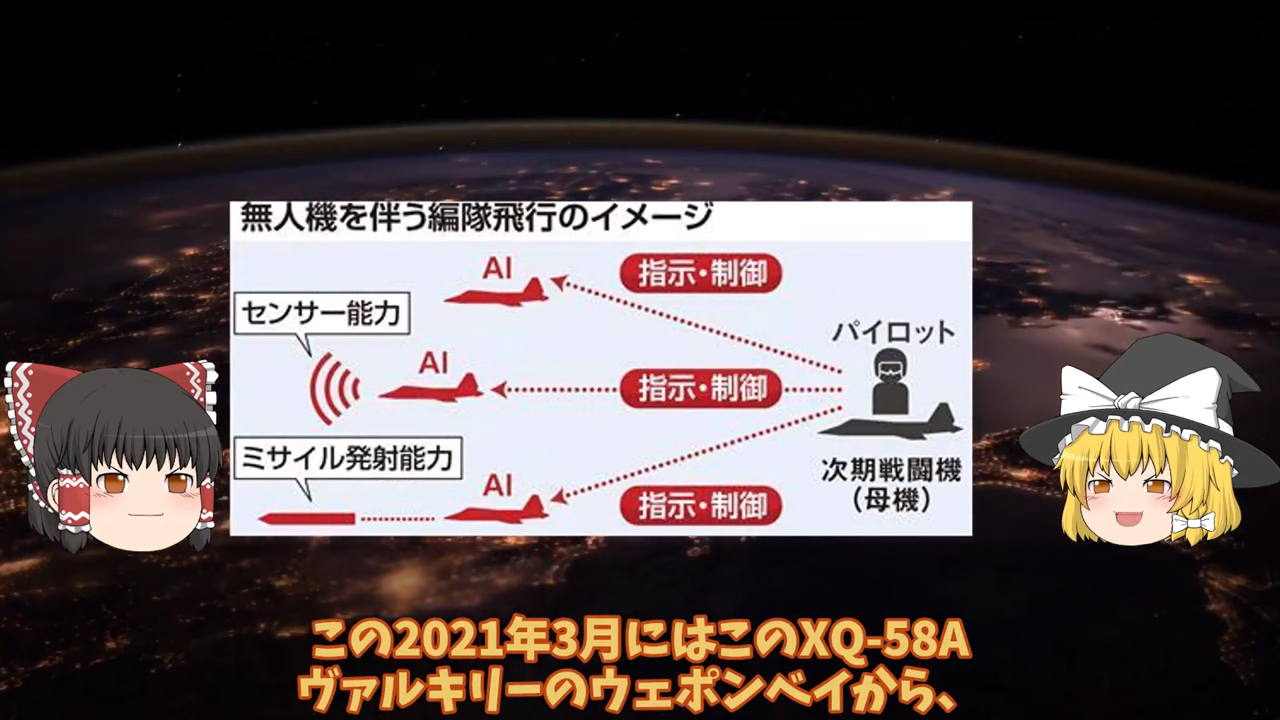 無人機を伴う編隊飛行のイメージ
AI
指示・制御
センサー能力
パイロット
AI
指示・制御
ミサイル発射能力
次期戦闘機
(母機)
AI
指示・制御
この2021年3月にはこのXQ-58A
ヴァルキリーのウェポンベイから、